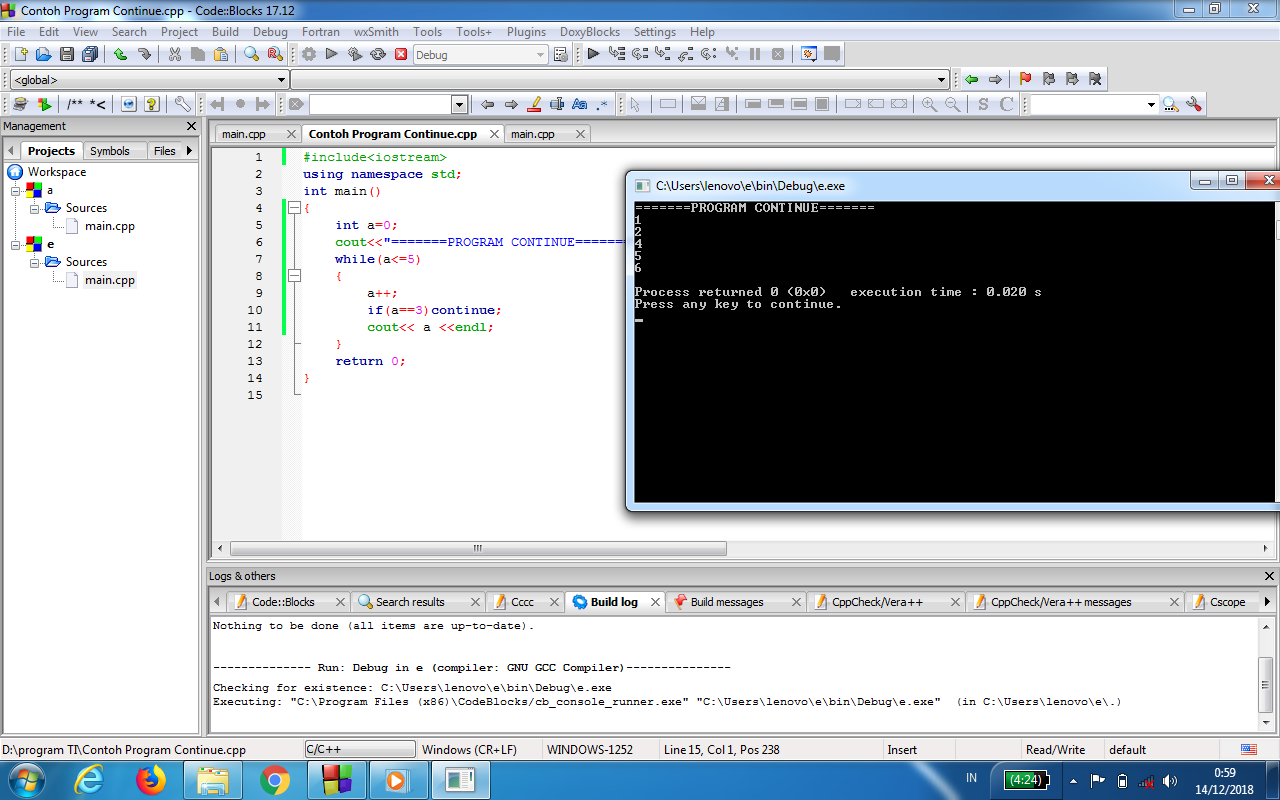 Contoh Program Continue.cpp - Code::Blocks 17.12
File Edit View Search Project Build Debug Fortran wxSmith Tools Tools+ Plugins DoxyBlocks Settings Help
Debug
<global>
/** *<
S C
Management
Projects Symbols Files
Workspace
a
Sources
main.cpp
e
Sources
main.cpp
main.cpp Contoh Program Continue.cpp main.cpp
1 #include<iostream>
2 using namespace std;
3 int main()
4 {
5 int a=0;
6 cout<<"=======PROGRAM CONTINUE=======
7 while(a<=5)
8 {
9 a++;
10 if(a==3)continue;
11 cout<< a <<endl;
12 }
13 return 0;
14 }
15
C:\Users\lenovo\e\bin\Debug\e.exe
=======PROGRAM CONTINUE=======
1
2
4
5
6
Process returned 0 (0x0)   execution time : 0.020 s
Press any key to continue.
Logs & others
Code::Blocks Search results Cccc Build log Build messages CppCheck/Vera++ CppCheck/Vera++ messages Cscope
Nothing to be done (all items are up-to-date).
-------------- Run: Debug in e (compiler: GNU GCC Compiler)---------------
Checking for existence: C:\Users\lenovo\e\bin\Debug\e.exe
Executing: "C:\Program Files (x86)\CodeBlocks/cb_console_runner.exe" "C:\Users\lenovo\e\bin\Debug\e.exe"  (in C:\Users\lenovo\e\.)
D:\program TI\Contoh Program Continue.cpp C/C++ Windows (CR+LF) WINDOWS-1252 Line 15, Col 1, Pos 238 Insert Read/Write default
IN (4:24) 0:59
14/12/2018